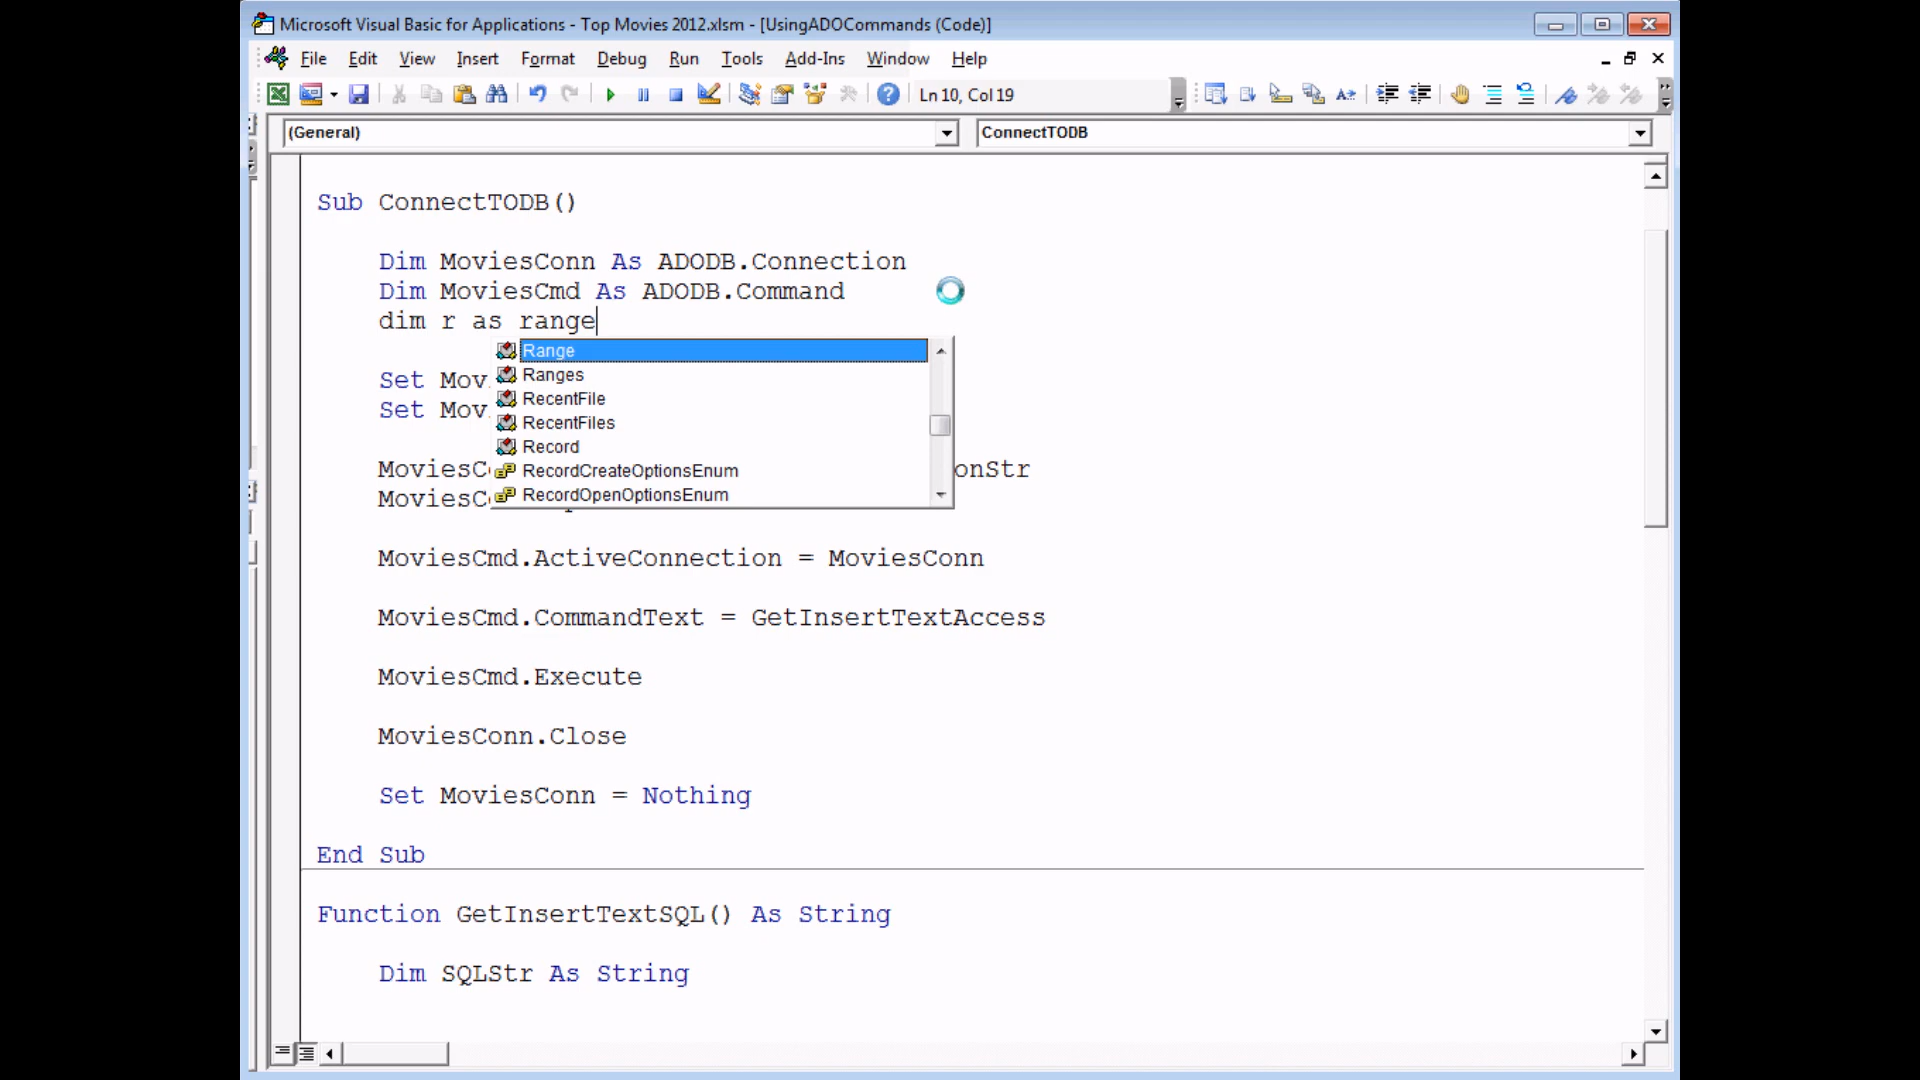 Microsoft Visual Basic for Applications - Top Movies 2012.xlsm - [UsingADOCommands (Code)]
File Edit View Insert Format Debug Run Tools Add-Ins Window Help
Ln 10, Col 19
(General) ConnectTODB
Sub ConnectTODB()
Dim MoviesConn As ADODB.Connection
Dim MoviesCmd As ADODB.Command
dim r as range
Range
Ranges
Set Mov
RecentFile
Set Mov
RecentFiles
Record
MoviesC onStr
RecordCreateOptionsEnum
MoviesC
RecordOpenOptionsEnum
MoviesCmd.ActiveConnection = MoviesConn
MoviesCmd.CommandText = GetInsertTextAccess
MoviesCmd.Execute
MoviesConn.Close
Set MoviesConn = Nothing
End Sub
Function GetInsertTextSQL() As String
Dim SQLStr As String